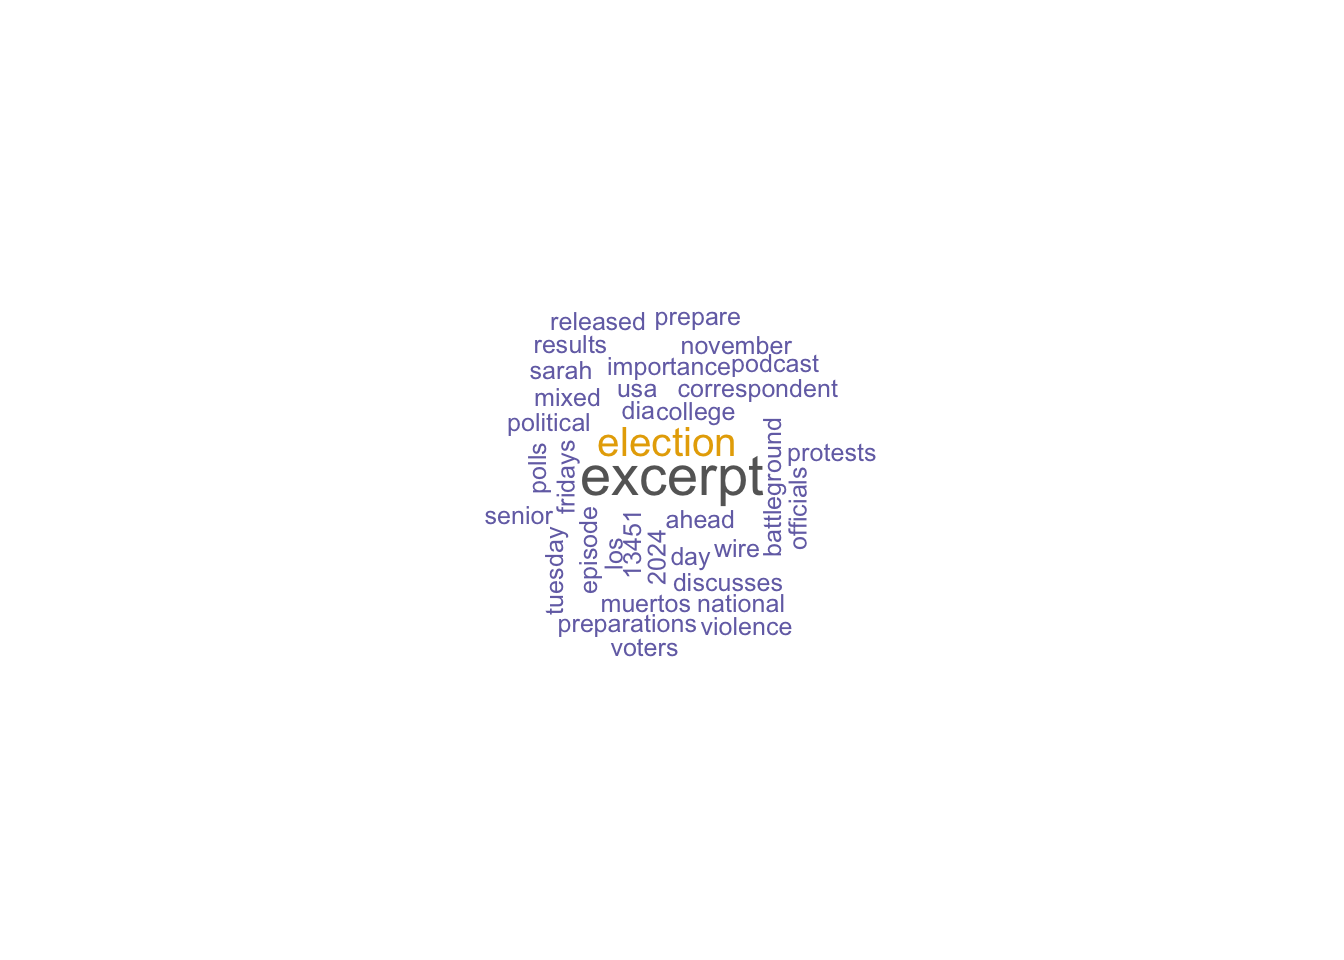 released
prepare
results
november
sarah
importance
podcast
mixed
usa
correspondent
political
dia
college
election
polls
fridays
excerpt
battleground
protests
officials
senior
tuesday
episode
los
13451
2024
ahead
day
wire
discusses
muertos
national
preparations
violence
voters